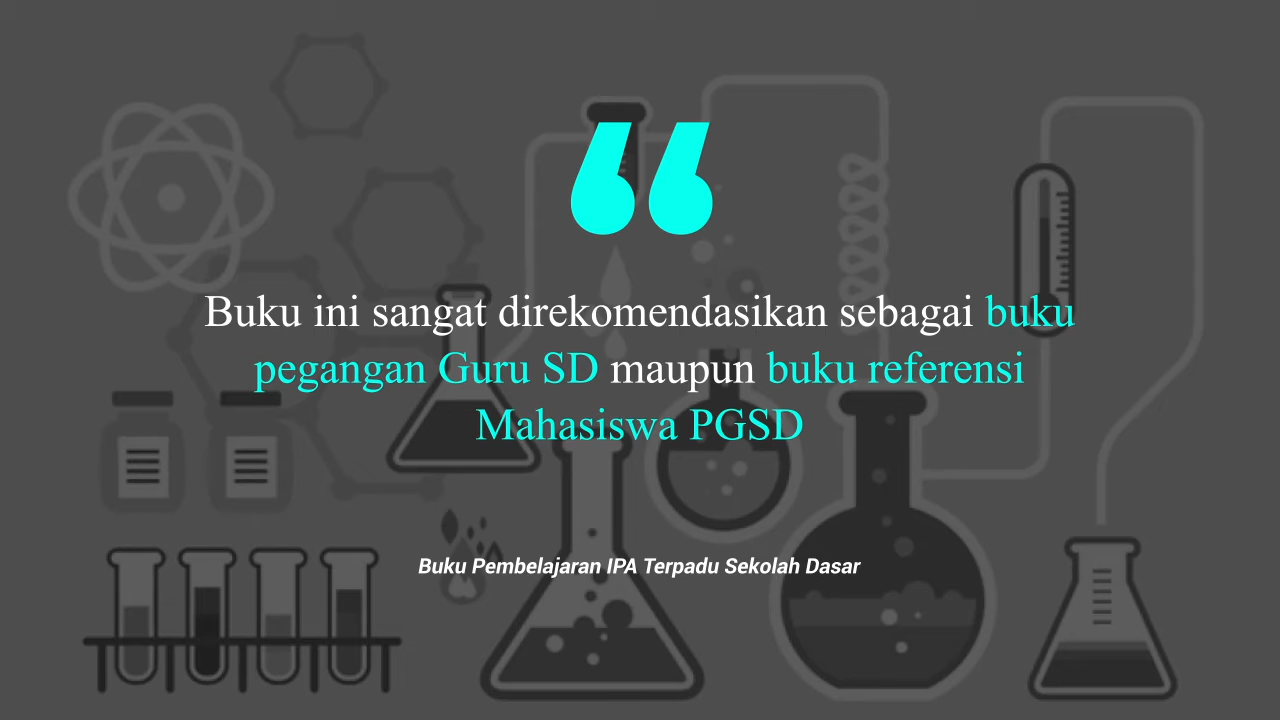 “
Buku ini sangat direkomendasikan sebagai buku
pegangan Guru SD maupun buku referensi
Mahasiswa PGSD
Buku Pembelajaran IPA Terpadu Sekolah Dasar